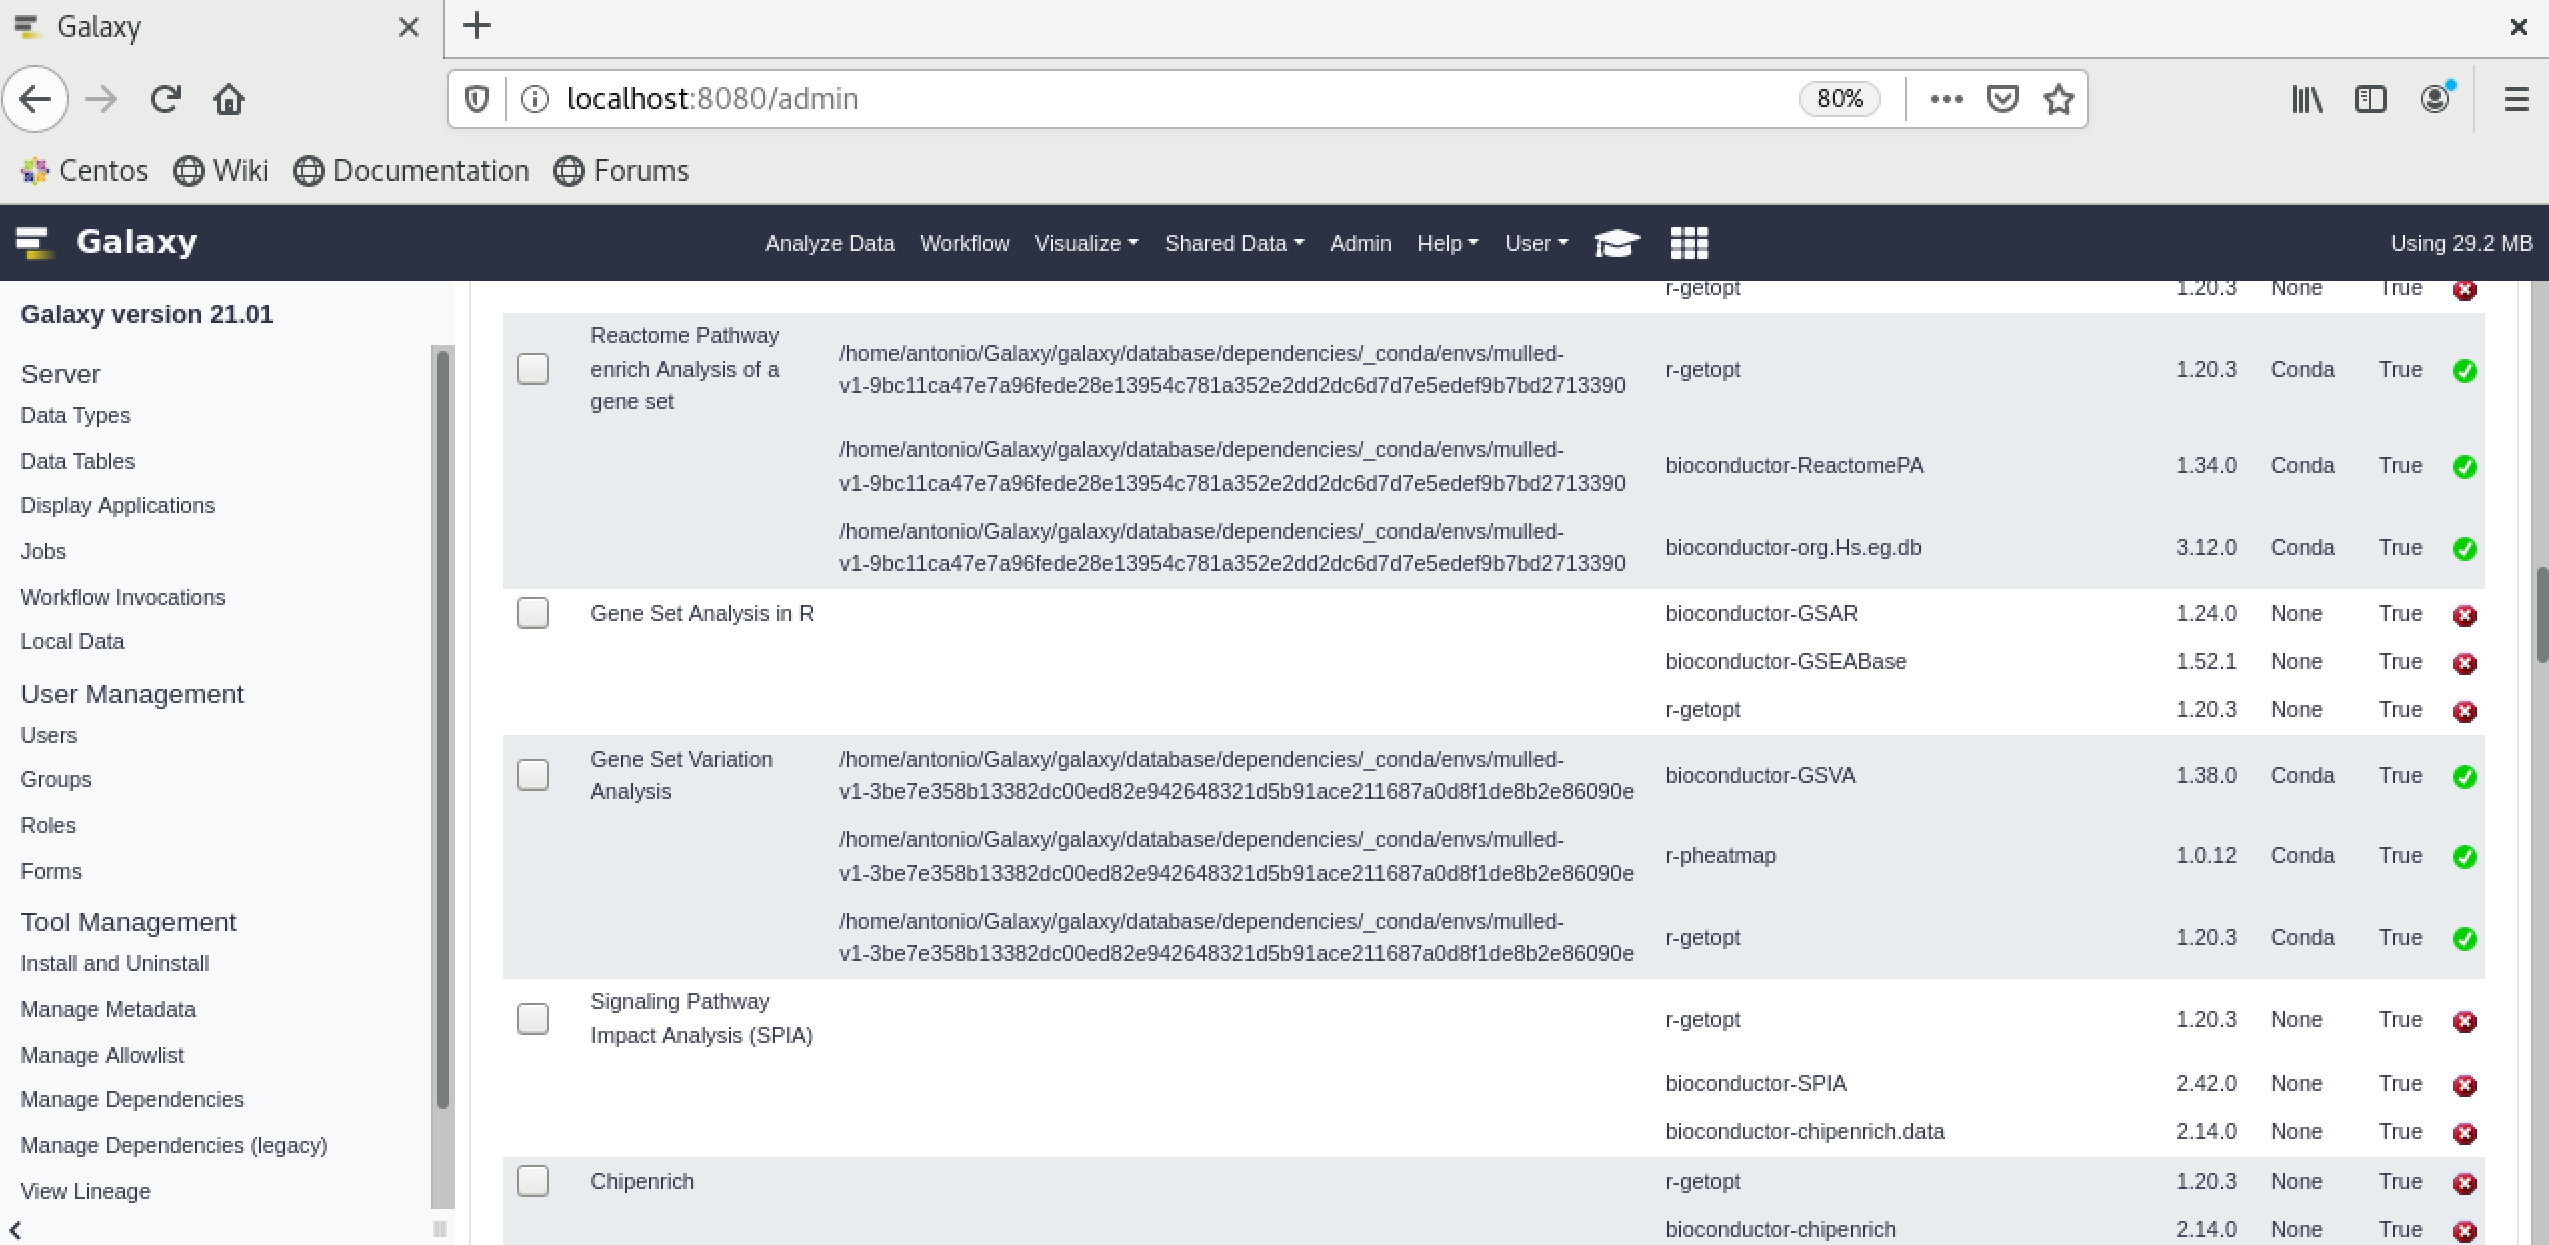 Galaxy
localhost:8080/admin
80%
Centos
Wiki
Documentation
Forums
Galaxy
Analyze Data
Workflow
Visualize
Shared Data
Admin
Help
User
Using 29.2 MB
Galaxy version 21.01
Server
Data Types
Data Tables
Display Applications
Jobs
Workflow Invocations
Local Data
User Management
Users
Groups
Roles
Forms
Tool Management
Install and Uninstall
Manage Metadata
Manage Allowlist
Manage Dependencies
Manage Dependencies (legacy)
View Lineage
r-getopt 1.20.3 None True
Reactome Pathway
enrich Analysis of a
gene set
/home/antonio/Galaxy/galaxy/database/dependencies/_conda/envs/mulled-
v1-9bc11ca47e7a96fede28e13954c781a352e2dd2dc6d7d7e5edef9b7bd2713390
r-getopt 1.20.3 Conda True
/home/antonio/Galaxy/galaxy/database/dependencies/_conda/envs/mulled-
v1-9bc11ca47e7a96fede28e13954c781a352e2dd2dc6d7d7e5edef9b7bd2713390
bioconductor-ReactomePA 1.34.0 Conda True
/home/antonio/Galaxy/galaxy/database/dependencies/_conda/envs/mulled-
v1-9bc11ca47e7a96fede28e13954c781a352e2dd2dc6d7d7e5edef9b7bd2713390
bioconductor-org.Hs.eg.db 3.12.0 Conda True
Gene Set Analysis in R
bioconductor-GSAR 1.24.0 None True
bioconductor-GSEABase 1.52.1 None True
r-getopt 1.20.3 None True
Gene Set Variation
Analysis
/home/antonio/Galaxy/galaxy/database/dependencies/_conda/envs/mulled-
v1-3be7e358b13382dc00ed82e942648321d5b91ace211687a0d8f1de8b2e86090e
bioconductor-GSVA 1.38.0 Conda True
/home/antonio/Galaxy/galaxy/database/dependencies/_conda/envs/mulled-
v1-3be7e358b13382dc00ed82e942648321d5b91ace211687a0d8f1de8b2e86090e
r-pheatmap 1.0.12 Conda True
/home/antonio/Galaxy/galaxy/database/dependencies/_conda/envs/mulled-
v1-3be7e358b13382dc00ed82e942648321d5b91ace211687a0d8f1de8b2e86090e
r-getopt 1.20.3 Conda True
Signaling Pathway
Impact Analysis (SPIA)
r-getopt 1.20.3 None True
bioconductor-SPIA 2.42.0 None True
bioconductor-chipenrich.data 2.14.0 None True
Chipenrich
r-getopt 1.20.3 None True
bioconductor-chipenrich 2.14.0 None True